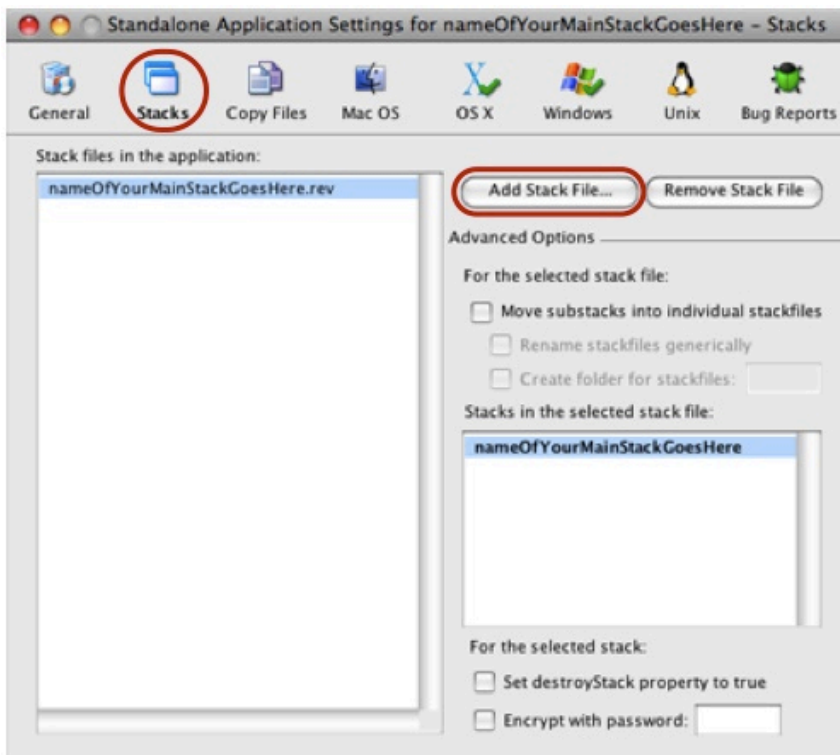 Standalone Application Settings for nameOfYourMainStackGoesHere – Stacks
General Stacks Copy Files Mac OS OS X Windows Unix Bug Reports
Stack files in the application:
nameOfYourMainStackGoesHere.rev
Add Stack File... Remove Stack File
Advanced Options
For the selected stack file:
Move substacks into individual stackfiles
Rename stackfiles generically
Create folder for stackfiles:
Stacks in the selected stack file:
nameOfYourMainStackGoesHere
For the selected stack:
Set destroyStack property to true
Encrypt with password: